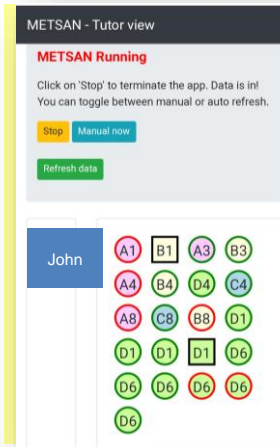 METSAN - Tutor view
METSAN Running
Click on 'Stop' to terminate the app. Data is in!
You can toggle between manual or auto refresh.
Stop Manual now
Refresh data
John
A1 B1 A3 B3
A4 B4 D4 C4
A8 C8 B8 D1
D1 D1 D1 D6
D6 D6 D6 D6
D6